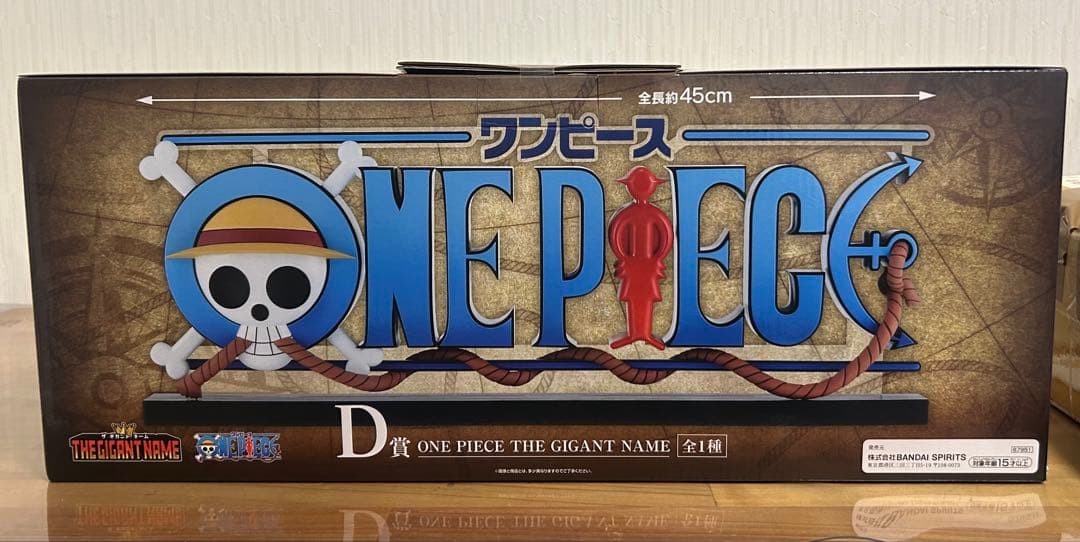 全長約45cm
ワンピース
ONE PIECE
ザ ギガント ネーム
THE GIGANT NAME
ONE PIECE
D賞 ONE PIECE THE GIGANT NAME 全1種
※画像と商品とは、多少異なりますのでご了承ください。
発売元
67951
株式会社BANDAI SPIRITS
対象年齢15才以上